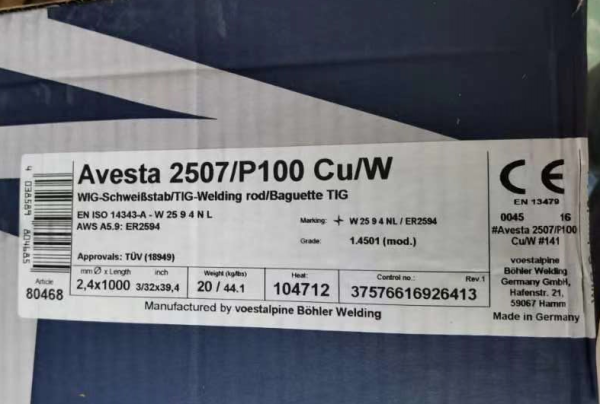 Avesta 2507/P100 Cu/W
WIG-Schweißstab/TIG-Welding rod/Baguette TIG
EN ISO 14343-A - W 25 9 4 N L
AWS A5.9: ER2594
Marking: W 25 9 4 NL / ER2594
Grade: 1.4501 (mod.)
Approvals: TÜV (18949)
mm Ø x Length inch
2,4x1000 3/32x39,4
Weight (kg/lbs)
20 / 44.1
Heat:
104712
Control no.: Rev.1
37576616926413
Article
80468
Manufactured by voestalpine Böhler Welding
4 038569 804685
CE
EN 13479
0045 16
#Avesta 2507/P100
Cu/W #141
voestalpine
Böhler Welding
Germany GmbH,
Hafenstr. 21,
59067 Hamm
Made in Germany